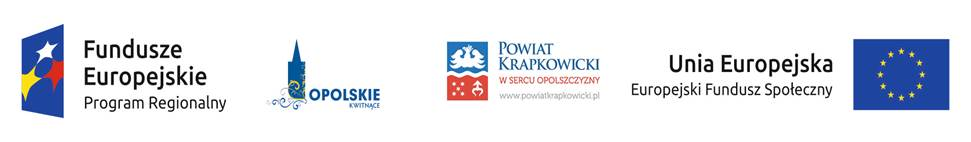 Fundusze
Europejskie
Program Regionalny
OPOLSKIE
KWITNĄCE
POWIAT
KRAPKOWICKI
W SERCU OPOLSZCZYZNY
www.powiatkrapkowicki.pl
Unia Europejska
Europejski Fundusz Społeczny